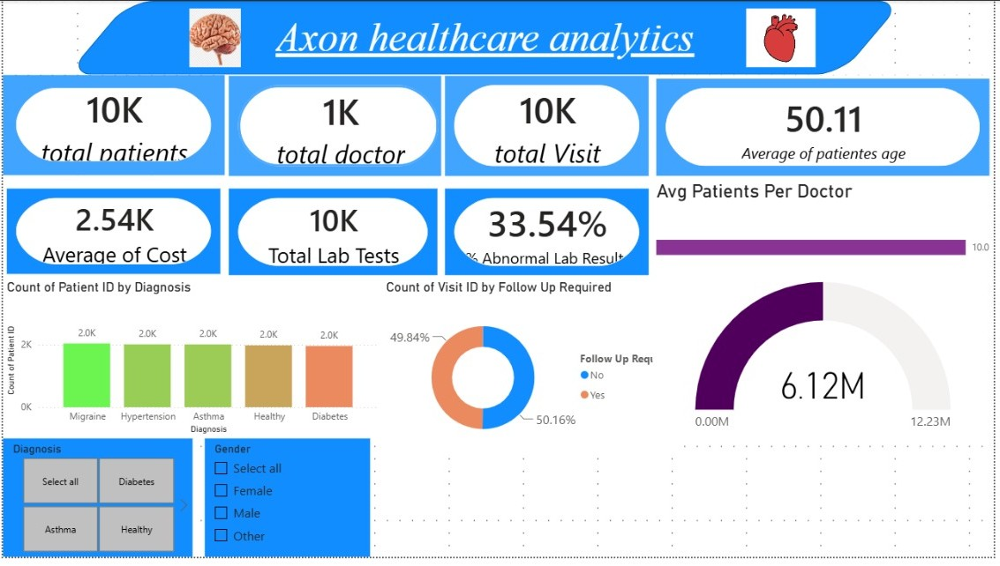 Axon healthcare analytics
10K
total patients
1K
total doctor
10K
total Visit
50.11
Average of patientes age
2.54K
Average of Cost
10K
Total Lab Tests
33.54%
% Abnormal Lab Result
Avg Patients Per Doctor
10.0
Count of Patient ID by Diagnosis
Count of Patient ID
2K
0K
2.0K
2.0K
2.0K
2.0K
2.0K
Migraine
Hypertension
Asthma
Healthy
Diabetes
Diagnosis
Count of Visit ID by Follow Up Required
49.84%
50.16%
Follow Up Requ
No
Yes
6.12M
0.00M
12.23M
Diagnosis
Select all
Diabetes
Asthma
Healthy
Gender
Select all
Female
Male
Other